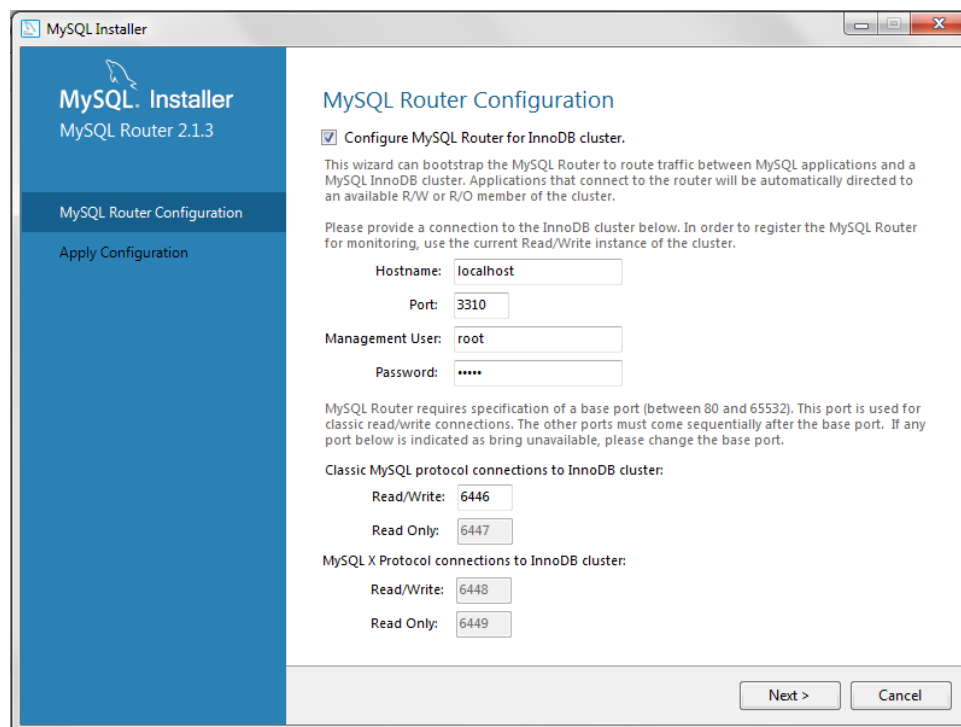 MySQL Installer
MySQL. Installer
MySQL Router 2.1.3
MySQL Router Configuration
Apply Configuration
MySQL Router Configuration
Configure MySQL Router for InnoDB cluster.
This wizard can bootstrap the MySQL Router to route traffic between MySQL applications and a
MySQL InnoDB cluster. Applications that connect to the router will be automatically directed to
an available R/W or R/O member of the cluster.
Please provide a connection to the InnoDB cluster below. In order to register the MySQL Router
for monitoring, use the current Read/Write instance of the cluster.
Hostname: localhost
Port: 3310
Management User: root
Password: •••••
MySQL Router requires specification of a base port (between 80 and 65532). This port is used for
classic read/write connections. The other ports must come sequentially after the base port.  If any
port below is indicated as bring unavailable, please change the base port.
Classic MySQL protocol connections to InnoDB cluster:
Read/Write: 6446
Read Only: 6447
MySQL X Protocol connections to InnoDB cluster:
Read/Write: 6448
Read Only: 6449
Next >
Cancel